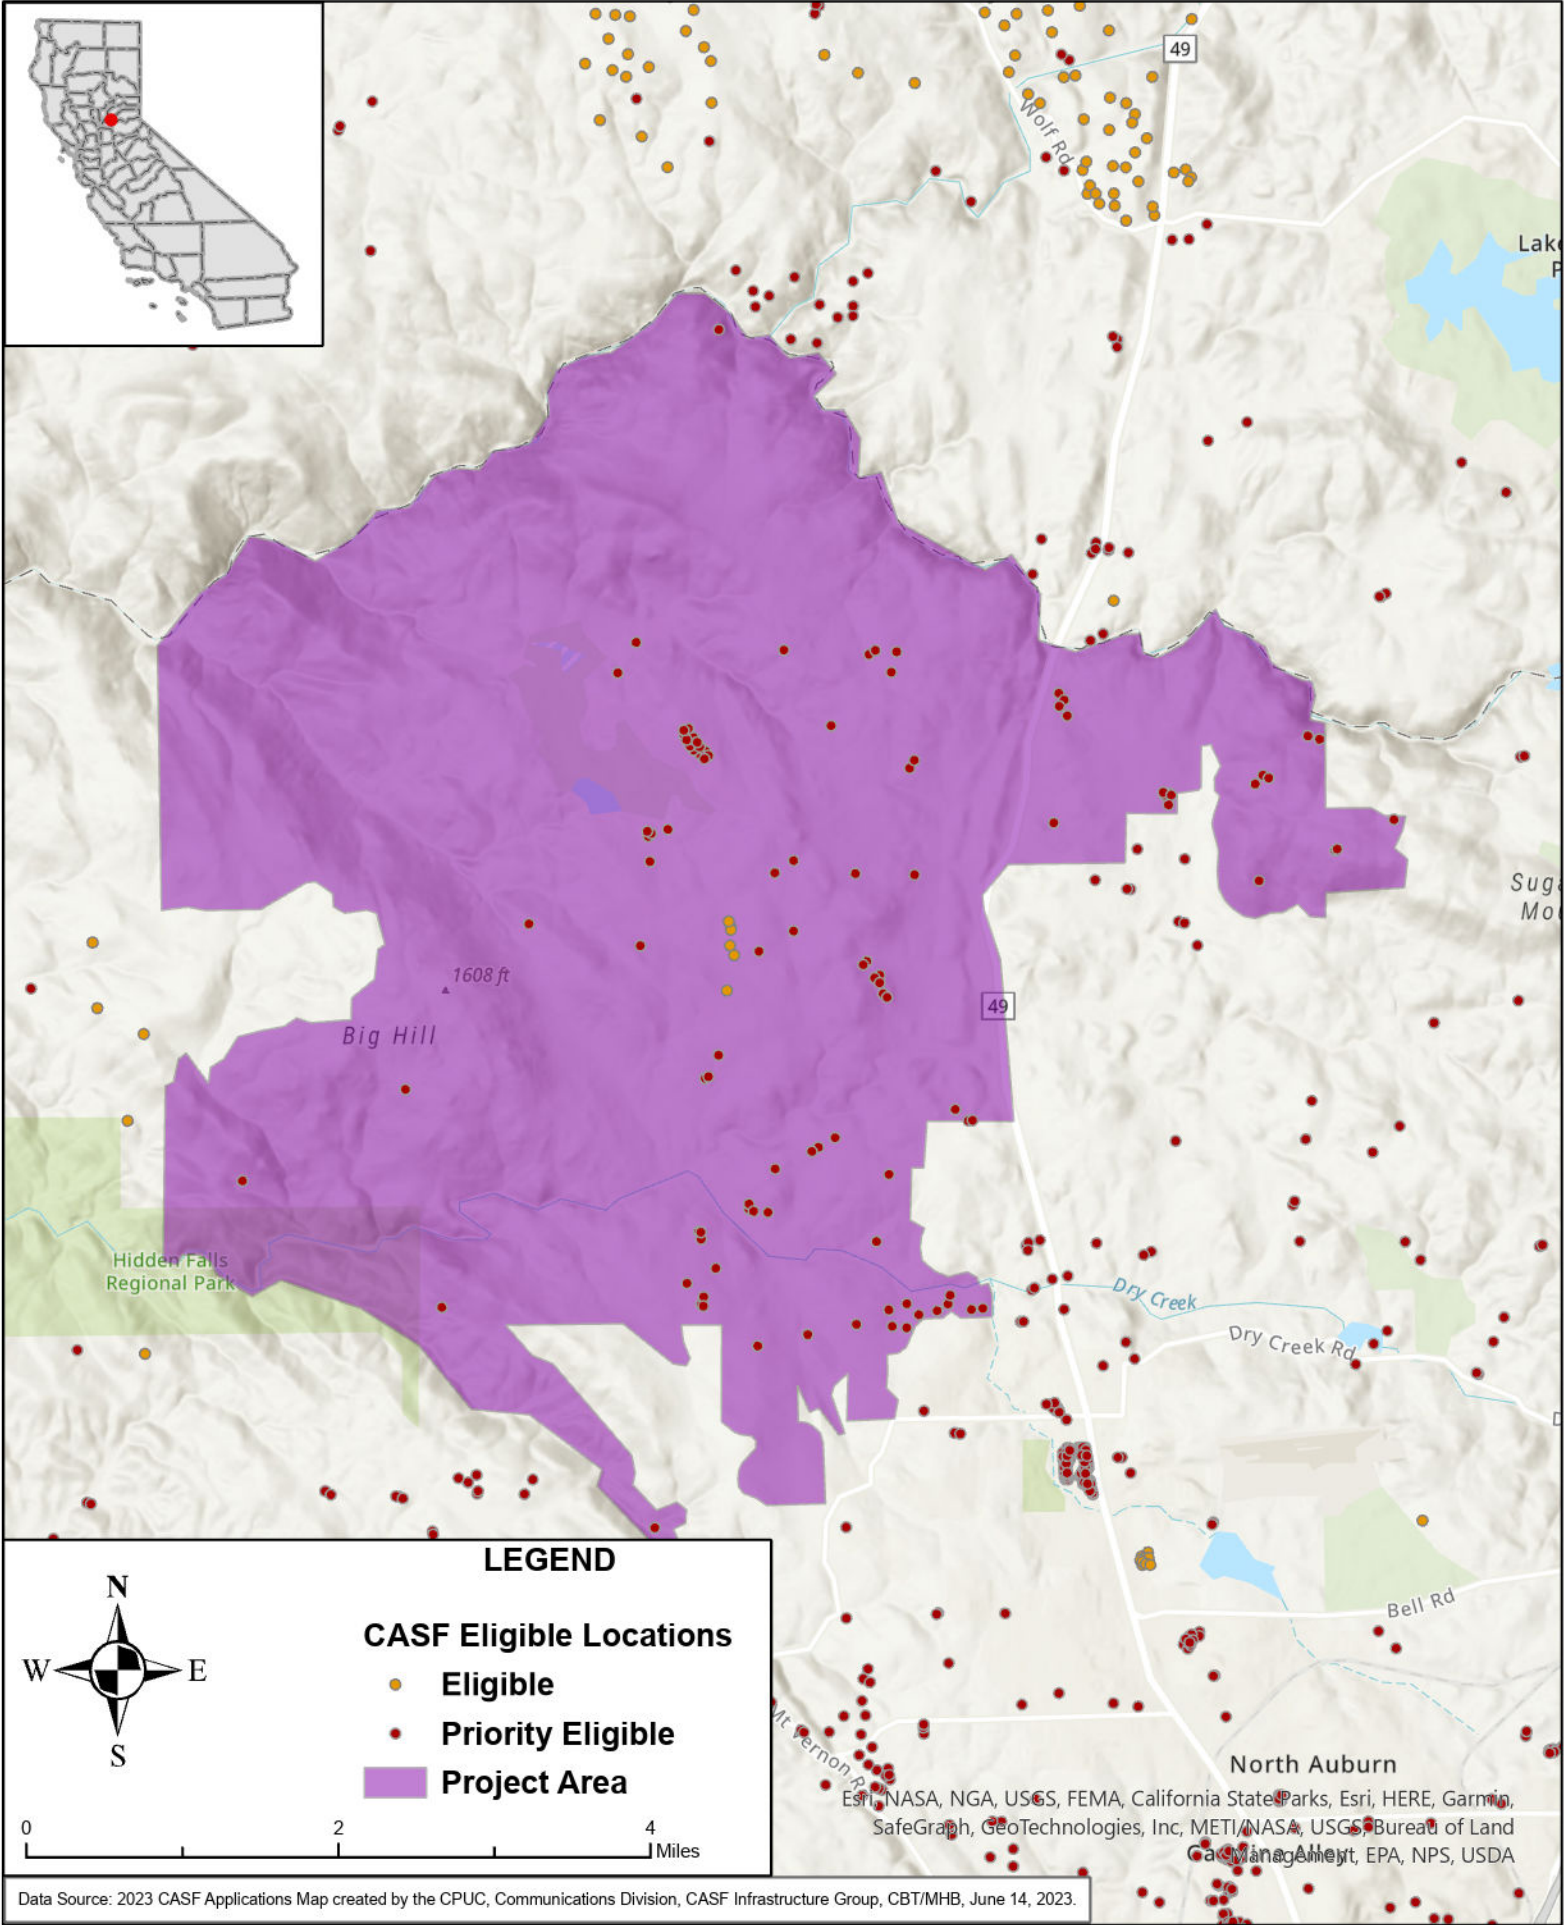 49
Wolf Rd
Lake
P
1608 ft
Big Hill
49
Suga
Mou
Hidden Falls
Regional Park
Dry Creek
Dry Creek Rd
D
Bell Rd
Mt Vernon R
North Auburn
Esri, NASA, NGA, USGS, FEMA, California State Parks, Esri, HERE, Garmin,
SafeGraph, GeoTechnologies, Inc, METI/NASA, USGS, Bureau of Land
Management, EPA, NPS, USDA
LEGEND
N
W E
S
CASF Eligible Locations
Eligible
Priority Eligible
Project Area
0 2 4
Miles
Data Source: 2023 CASF Applications Map created by the CPUC, Communications Division, CASF Infrastructure Group, CBT/MHB, June 14, 2023.